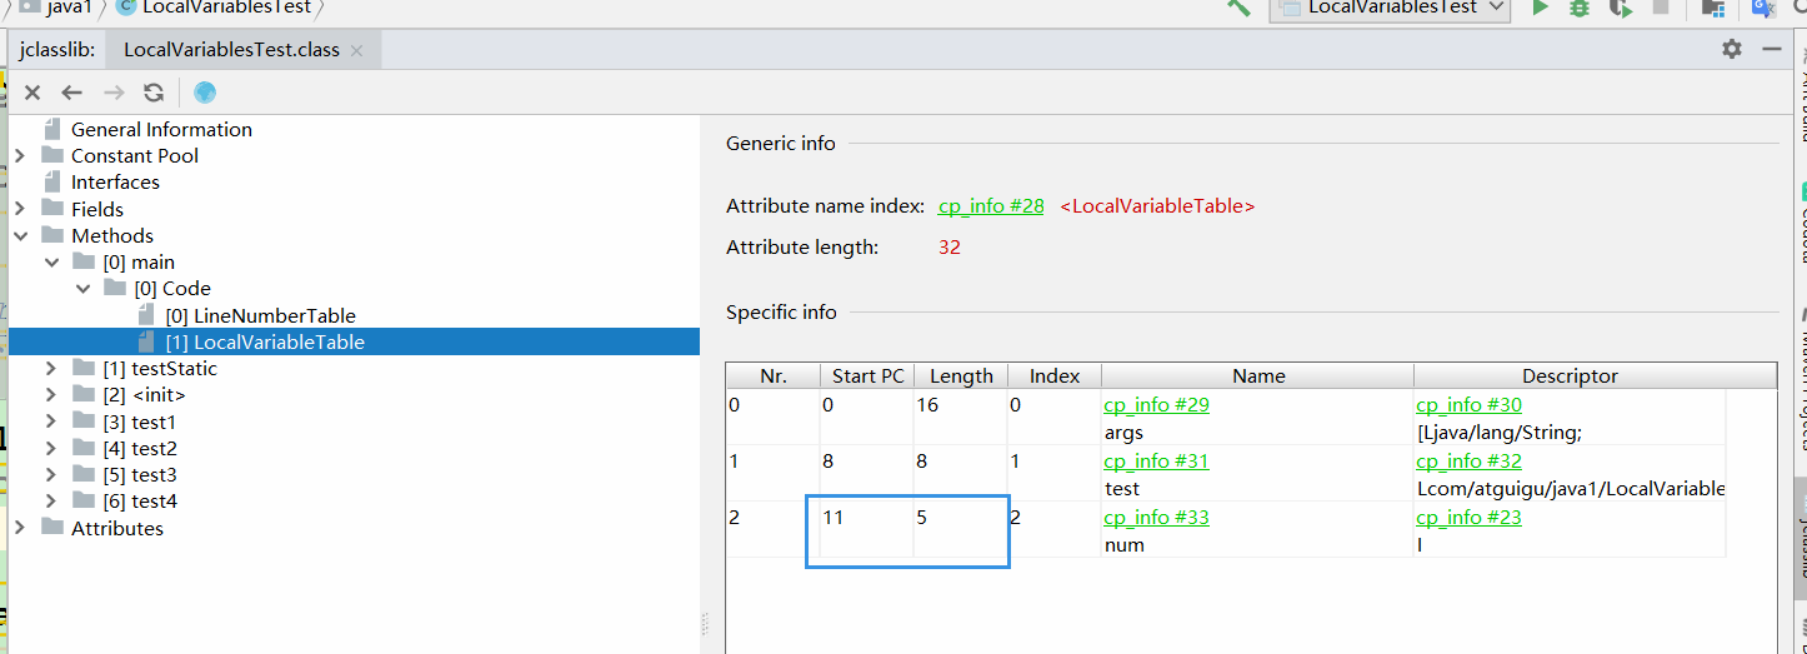 java1 LocalVariablesTest LocalVariablesTest
jclasslib: LocalVariablesTest.class
General Information
Constant Pool
Interfaces
Fields
Methods
[0] main
[0] Code
[0] LineNumberTable
[1] LocalVariableTable
[1] testStatic
[2] <init>
[3] test1
[4] test2
[5] test3
[6] test4
Attributes
Generic info
Attribute name index: cp_info #28 <LocalVariableTable>
Attribute length: 32
Specific info
Nr. Start PC Length Index Name Descriptor
0 0 16 0 cp_info #29 cp_info #30
args [Ljava/lang/String;
1 8 8 1 cp_info #31 cp_info #32
test Lcom/atguigu/java1/LocalVariable
2 11 5 2 cp_info #33 cp_info #23
num I